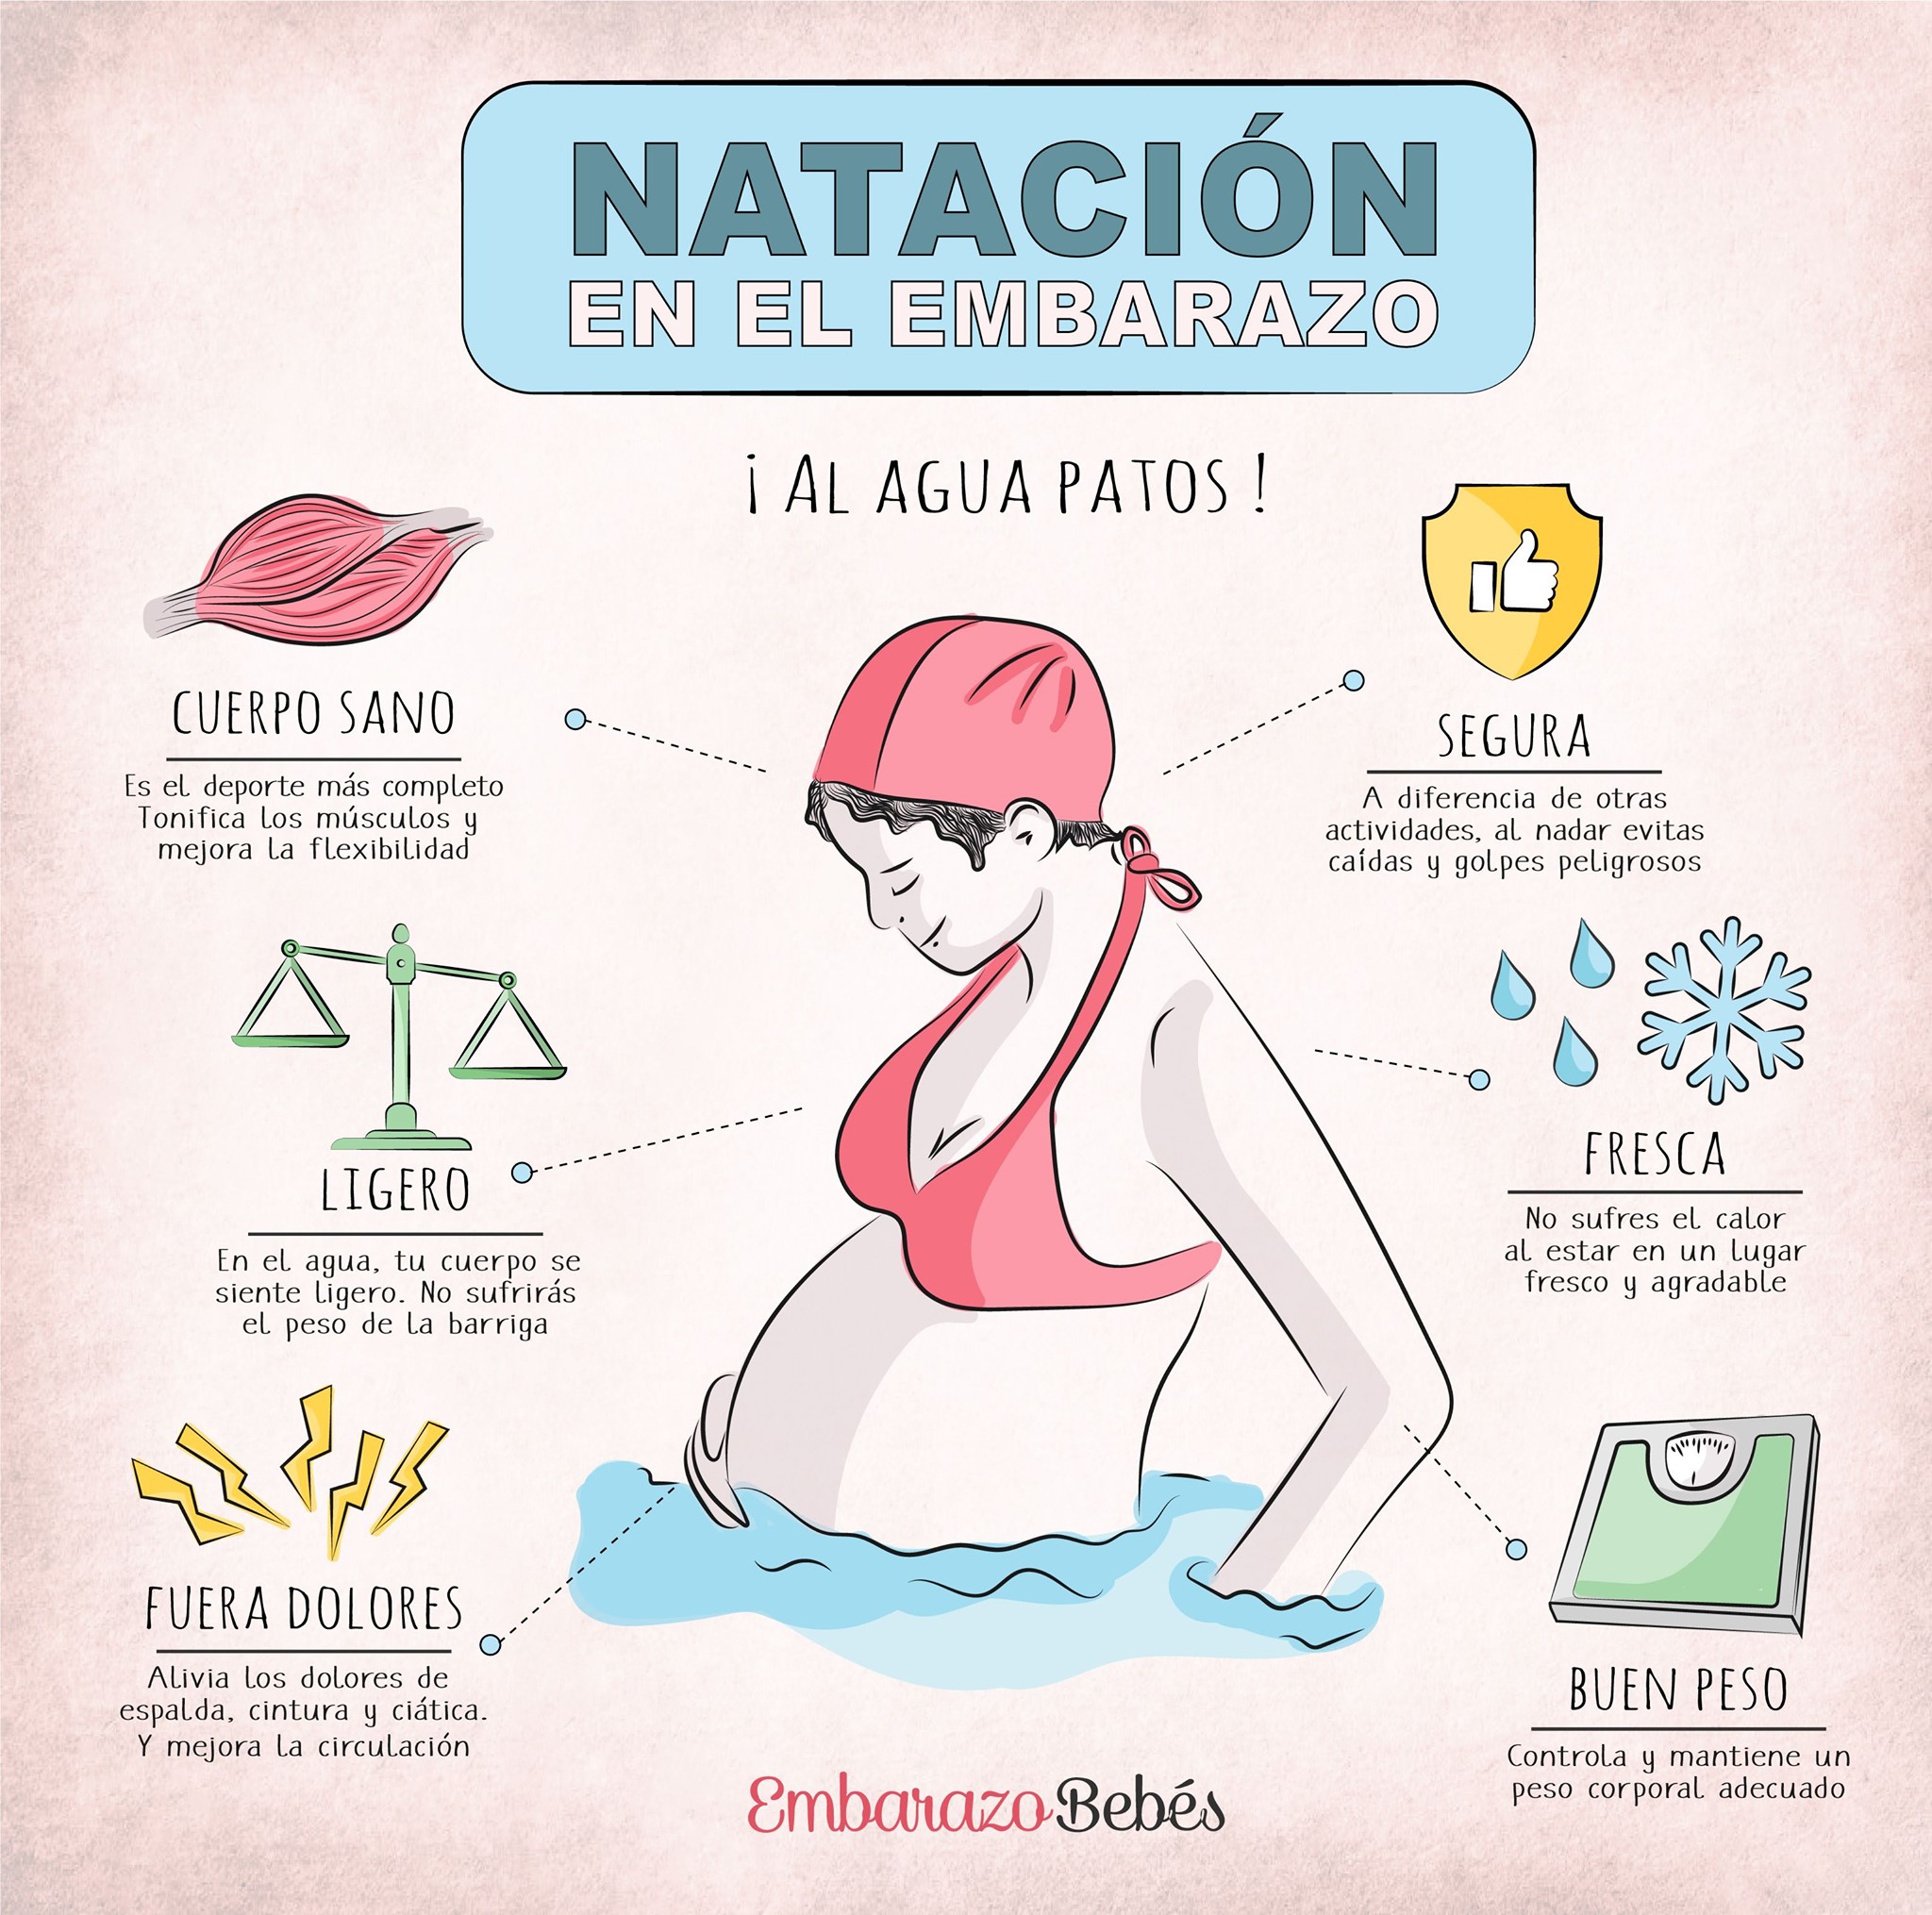 NATACIÓN
EN EL EMBARAZO
¡ AL AGUA PATOS !
CUERPO SANO
Es el deporte más completo
Tonifica los músculos y
mejora la flexibilidad
LIGERO
En el agua, tu cuerpo se
siente ligero. No sufrirás
el peso de la barriga
FUERA DOLORES
Alivia los dolores de
espalda, cintura y ciática.
Y mejora la circulación
SEGURA
A diferencia de otras
actividades, al nadar evitas
caídas y golpes peligrosos
FRESCA
No sufres el calor
al estar en un lugar
fresco y agradable
BUEN PESO
Controla y mantiene un
peso corporal adecuado
EmbarazoBebés